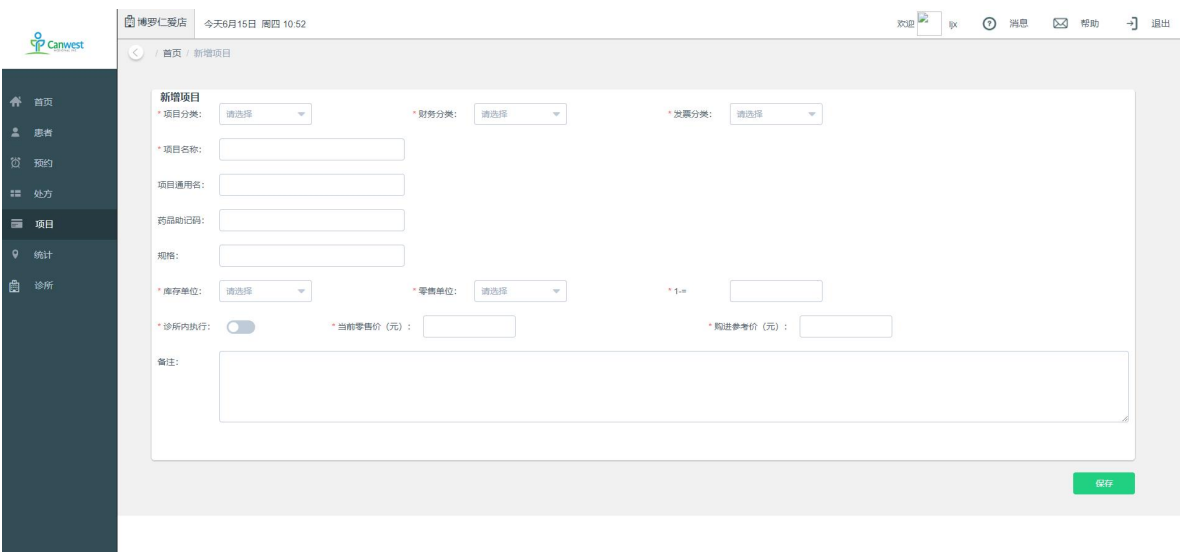 Canwest
博罗仁爱店 今天6月15日 周四 10:52 欢迎 ljx 消息 帮助 退出
/ 首页 / 新增项目
首页
患者
预约
处方
项目
统计
诊所
新增项目
* 项目分类: 请选择 * 财务分类: 请选择 * 发票分类: 请选择
* 项目名称:
项目通用名:
药品助记码:
规格:
* 库存单位: 请选择 * 零售单位: 请选择 * 1-=
* 诊所内执行: * 当前零售价（元）: * 购进参考价（元）:
备注:
保存